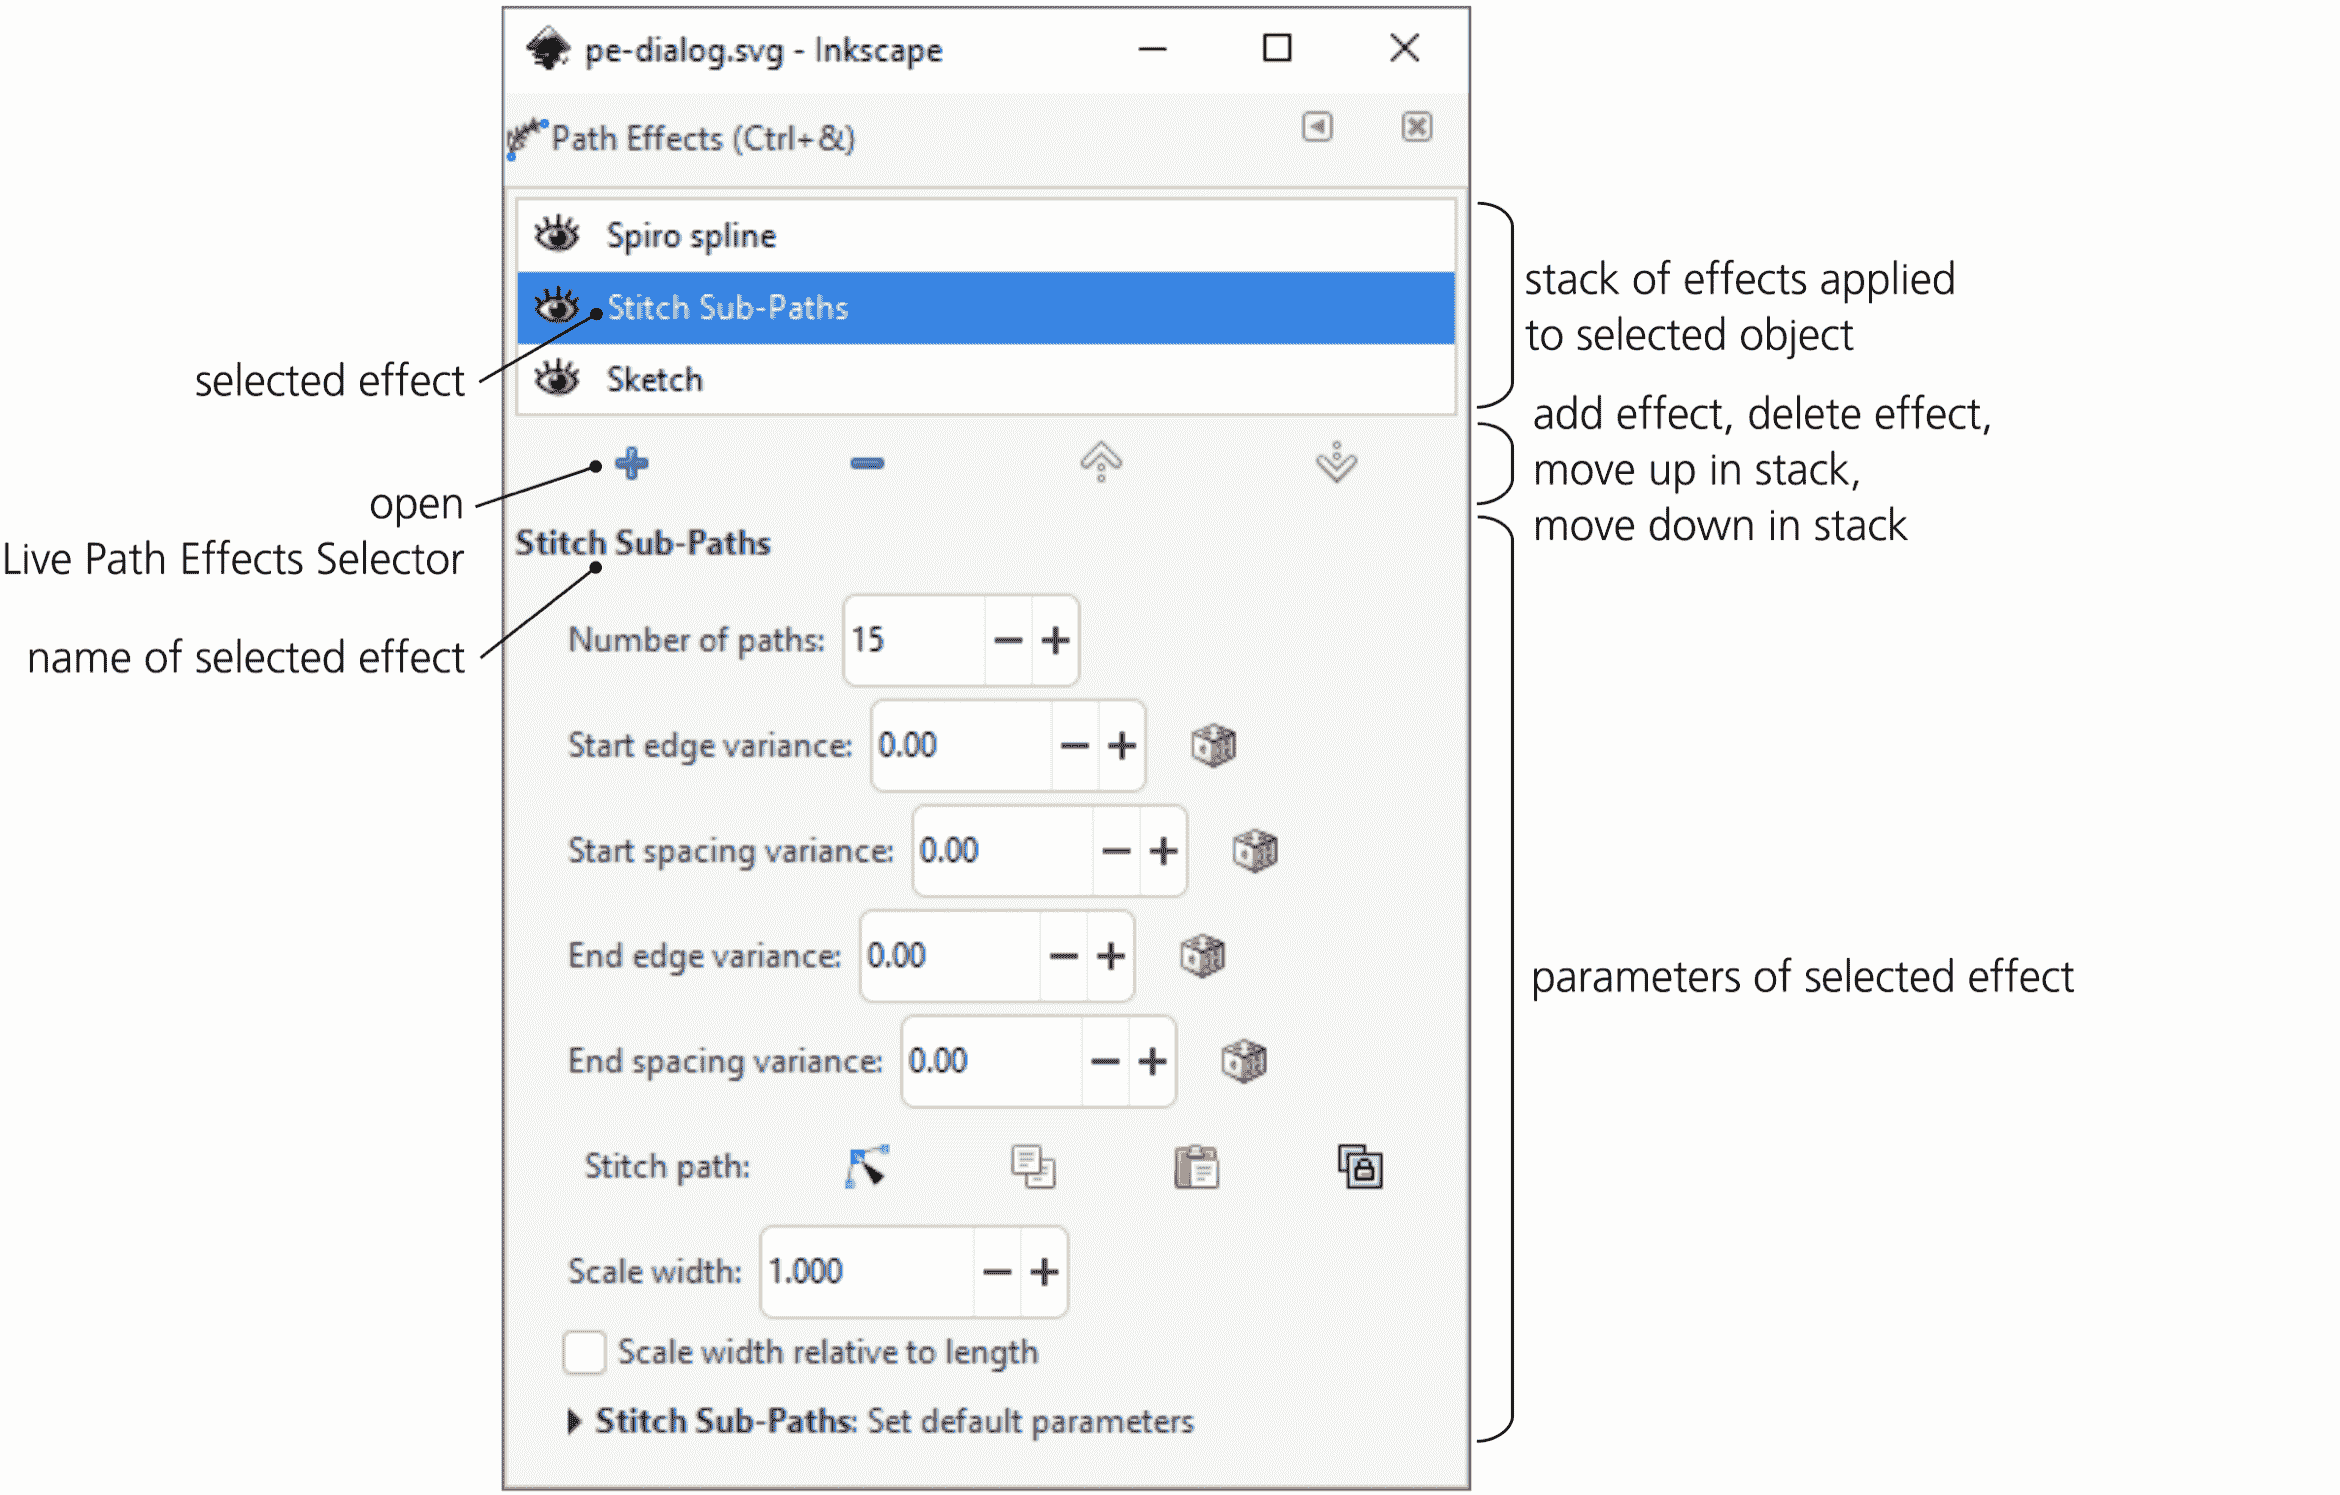 pe-dialog.svg - Inkscape
Path Effects (Ctrl+&)
Spiro spline
Stitch Sub-Paths
Sketch
selected effect
stack of effects applied
to selected object
add effect, delete effect,
move up in stack,
move down in stack
open
Live Path Effects Selector
Stitch Sub-Paths
name of selected effect
Number of paths: 15
Start edge variance: 0.00
Start spacing variance: 0.00
End edge variance: 0.00
parameters of selected effect
End spacing variance: 0.00
Stitch path:
Scale width: 1.000
Scale width relative to length
Stitch Sub-Paths: Set default parameters